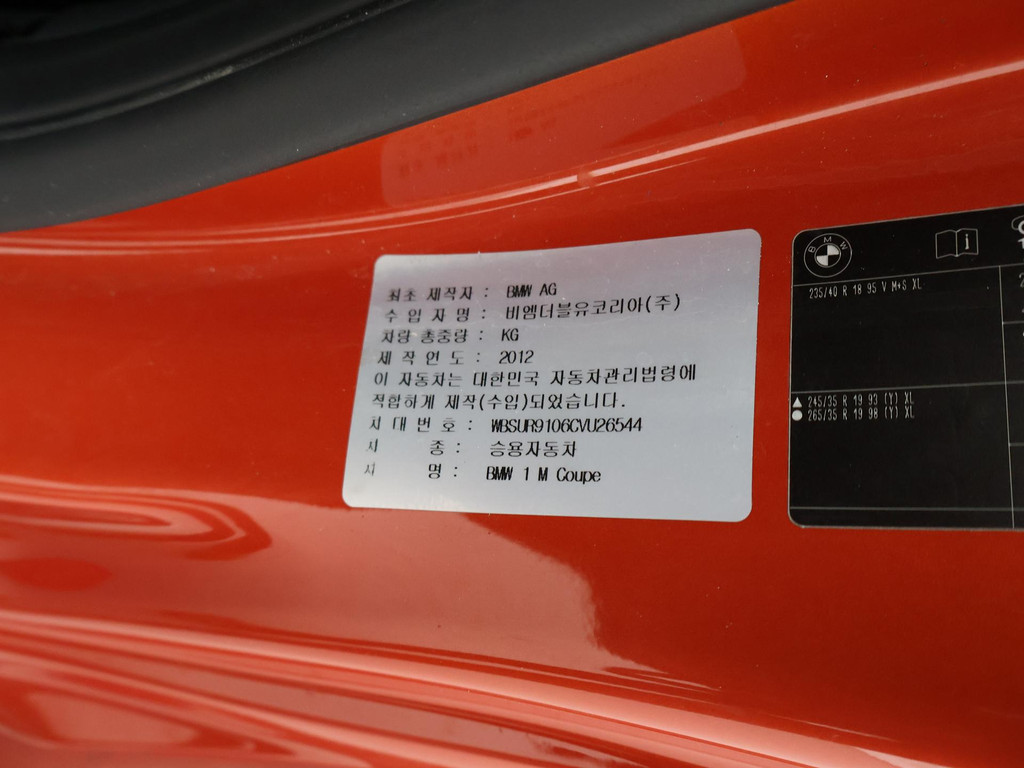 최초 제작자 : BMW AG
수 입 자 명 : 비엠더블유코리아(주)
차량 총중량 : KG
제 작 연 도 : 2012
이 자동차는 대한민국 자동차관리법령에
적합하게 제작(수입)되었습니다.
차 대 번 호 : WBSUR9106CVU26544
차 종 : 승용자동차
차 명 : BMW 1 M Coupe
BMW
235/40 R 18 95 V M+S XL
245/35 R 19 93 (Y) XL
265/35 R 19 98 (Y) XL